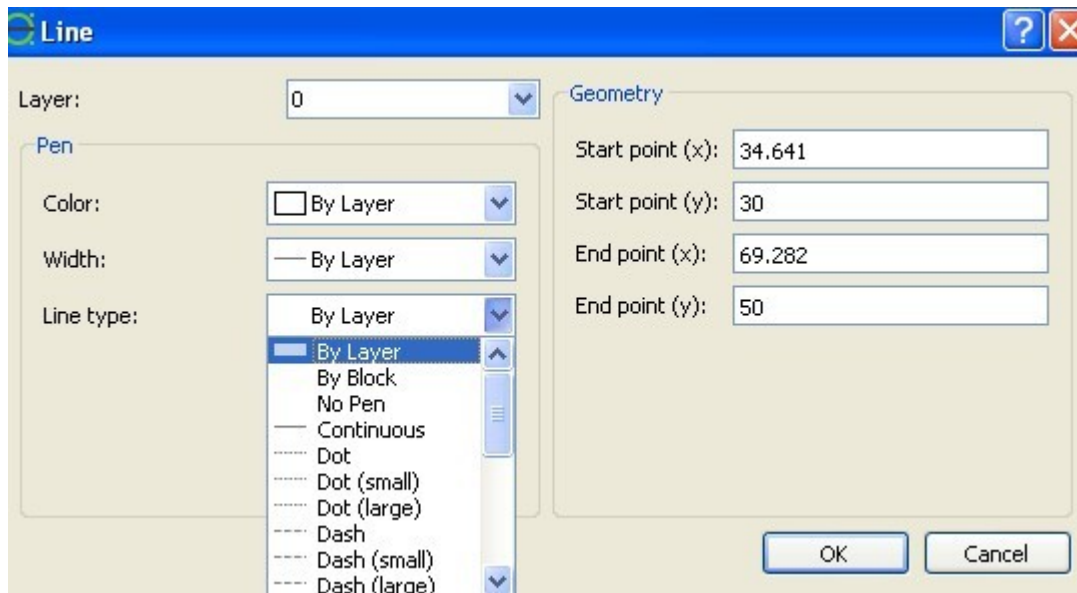 Line
Layer:
0
Pen
Color:
By Layer
Width:
By Layer
Line type:
By Layer
By Layer
By Block
No Pen
Continuous
Dot
Dot (small)
Dot (large)
Dash
Dash (small)
Dash (large)
Geometry
Start point (x): 34.641
Start point (y): 30
End point (x): 69.282
End point (y): 50
OK
Cancel